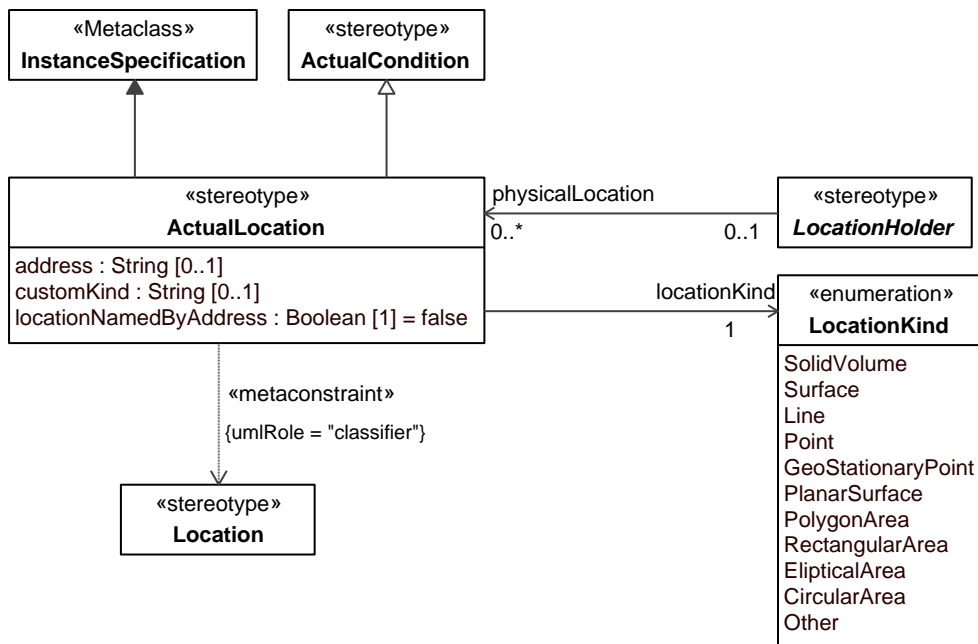 «Metaclass»
InstanceSpecification
«stereotype»
ActualCondition
«stereotype»
ActualLocation
address : String [0..1]
customKind : String [0..1]
locationNamedByAddress : Boolean [1] = false
physicalLocation
0..*
0..1
«stereotype»
LocationHolder
locationKind
1
«enumeration»
LocationKind
SolidVolume
Surface
Line
Point
GeoStationaryPoint
PlanarSurface
PolygonArea
RectangularArea
ElipticalArea
CircularArea
Other
«metaconstraint»
{umlRole = "classifier"}
«stereotype»
Location